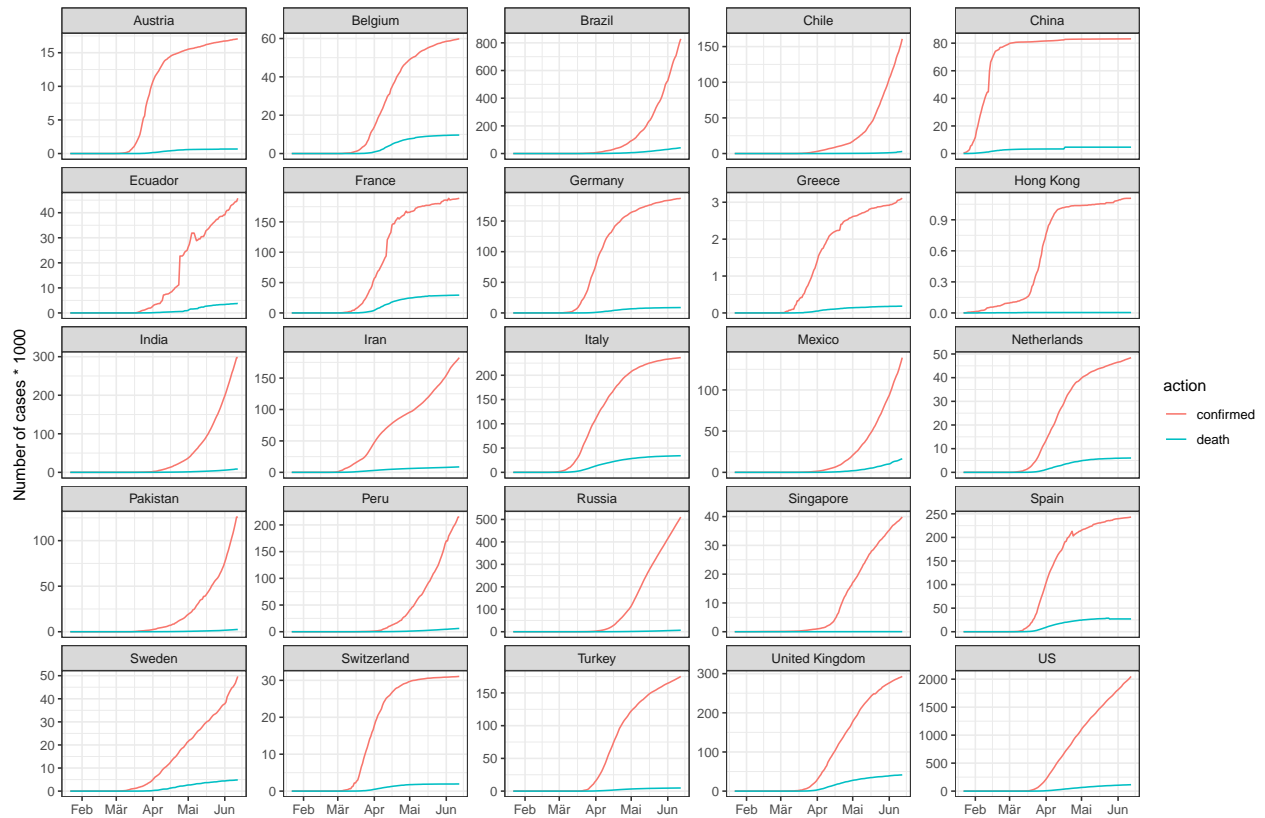 Austria Belgium Brazil Chile China
15 60 800 150 80
10 40 600 100 60
5 20 400 50 40
0 0 200 0 20
0 0
Ecuador France Germany Greece Hong Kong
40 150 150 3 0.9
30 100 100 2 0.6
20 50 50 1 0.3
10 0 0 0 0.0
0
India Iran Italy Mexico Netherlands
300 150 200 100 50
200 100 150 50 40
100 50 100 0 30
0 0 50 20
0 10
0
Number of cases * 1000
action
confirmed
death
Pakistan Peru Russia Singapore Spain
100 200 500 40 250
50 150 400 30 200
0 100 300 20 150
50 200 10 100
0 100 0 50
0 0
Sweden Switzerland Turkey United Kingdom US
50 30 150 300 2000
40 20 100 200 1500
30 10 50 100 1000
20 0 0 0 500
10 0
0
Feb Mär Apr Mai Jun Feb Mär Apr Mai Jun Feb Mär Apr Mai Jun Feb Mär Apr Mai Jun Feb Mär Apr Mai Jun